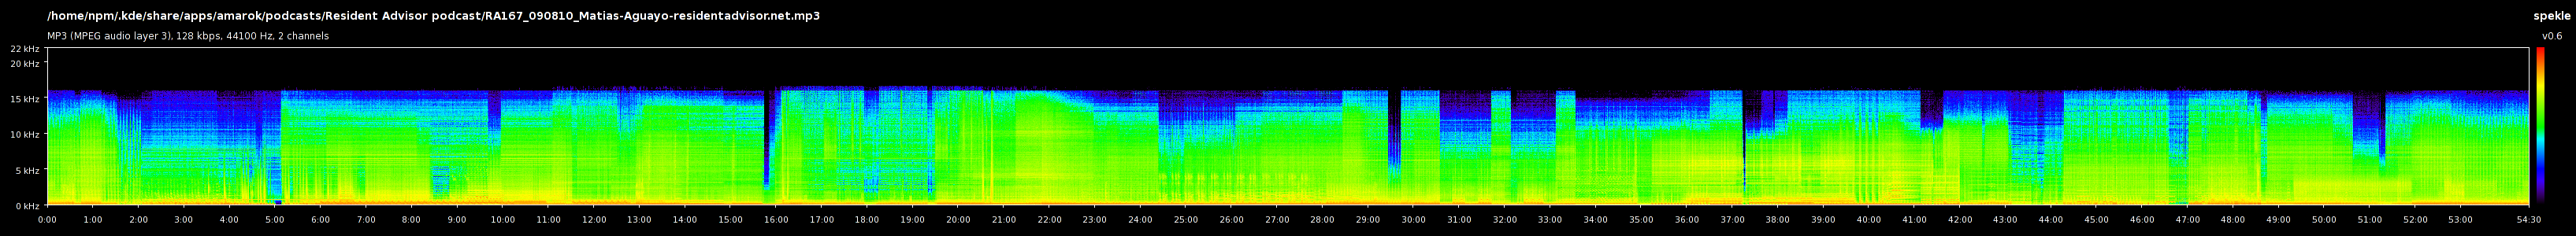 /home/npm/.kde/share/apps/amarok/podcasts/Resident Advisor podcast/RA167_090810_Matias-Aguayo-residentadvisor.net.mp3
spekle
MP3 (MPEG audio layer 3), 128 kbps, 44100 Hz, 2 channels
v0.6
22 kHz
20 kHz
15 kHz
10 kHz
5 kHz
0 kHz
0:00 1:00 2:00 3:00 4:00 5:00 6:00 7:00 8:00 9:00 10:00 11:00 12:00 13:00 14:00 15:00 16:00 17:00 18:00 19:00 20:00 21:00 22:00 23:00 24:00 25:00 26:00 27:00 28:00 29:00 30:00 31:00 32:00 33:00 34:00 35:00 36:00 37:00 38:00 39:00 40:00 41:00 42:00 43:00 44:00 45:00 46:00 47:00 48:00 49:00 50:00 51:00 52:00 53:00 54:30